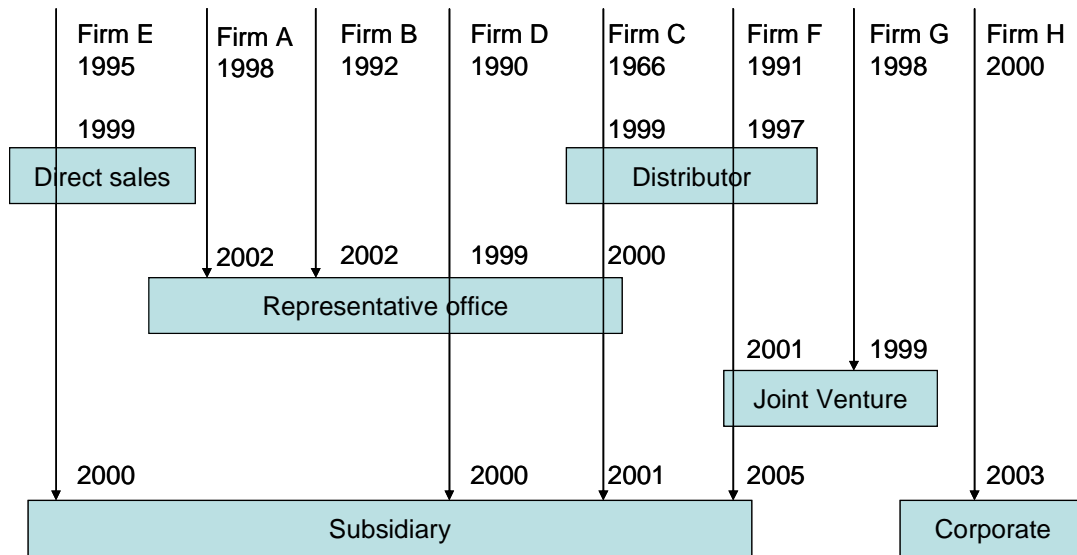 Firm E Firm A Firm B Firm D Firm C Firm F Firm G Firm H
1995 1998 1992 1990 1966 1991 1998 2000
1999 1999 1997
Direct sales Distributor
2002 2002 1999 2000
Representative office
2001 1999
Joint Venture
2000 2000 2001 2005 2003
Subsidiary Corporate